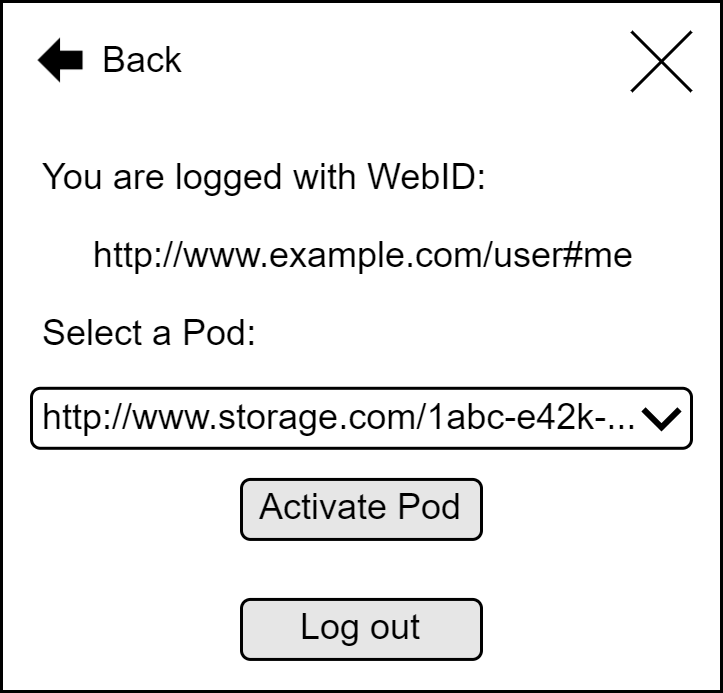 Back
You are logged with WebID:
http://www.example.com/user#me
Select a Pod:
http://www.storage.com/1abc-e42k-...
Activate Pod
Log out